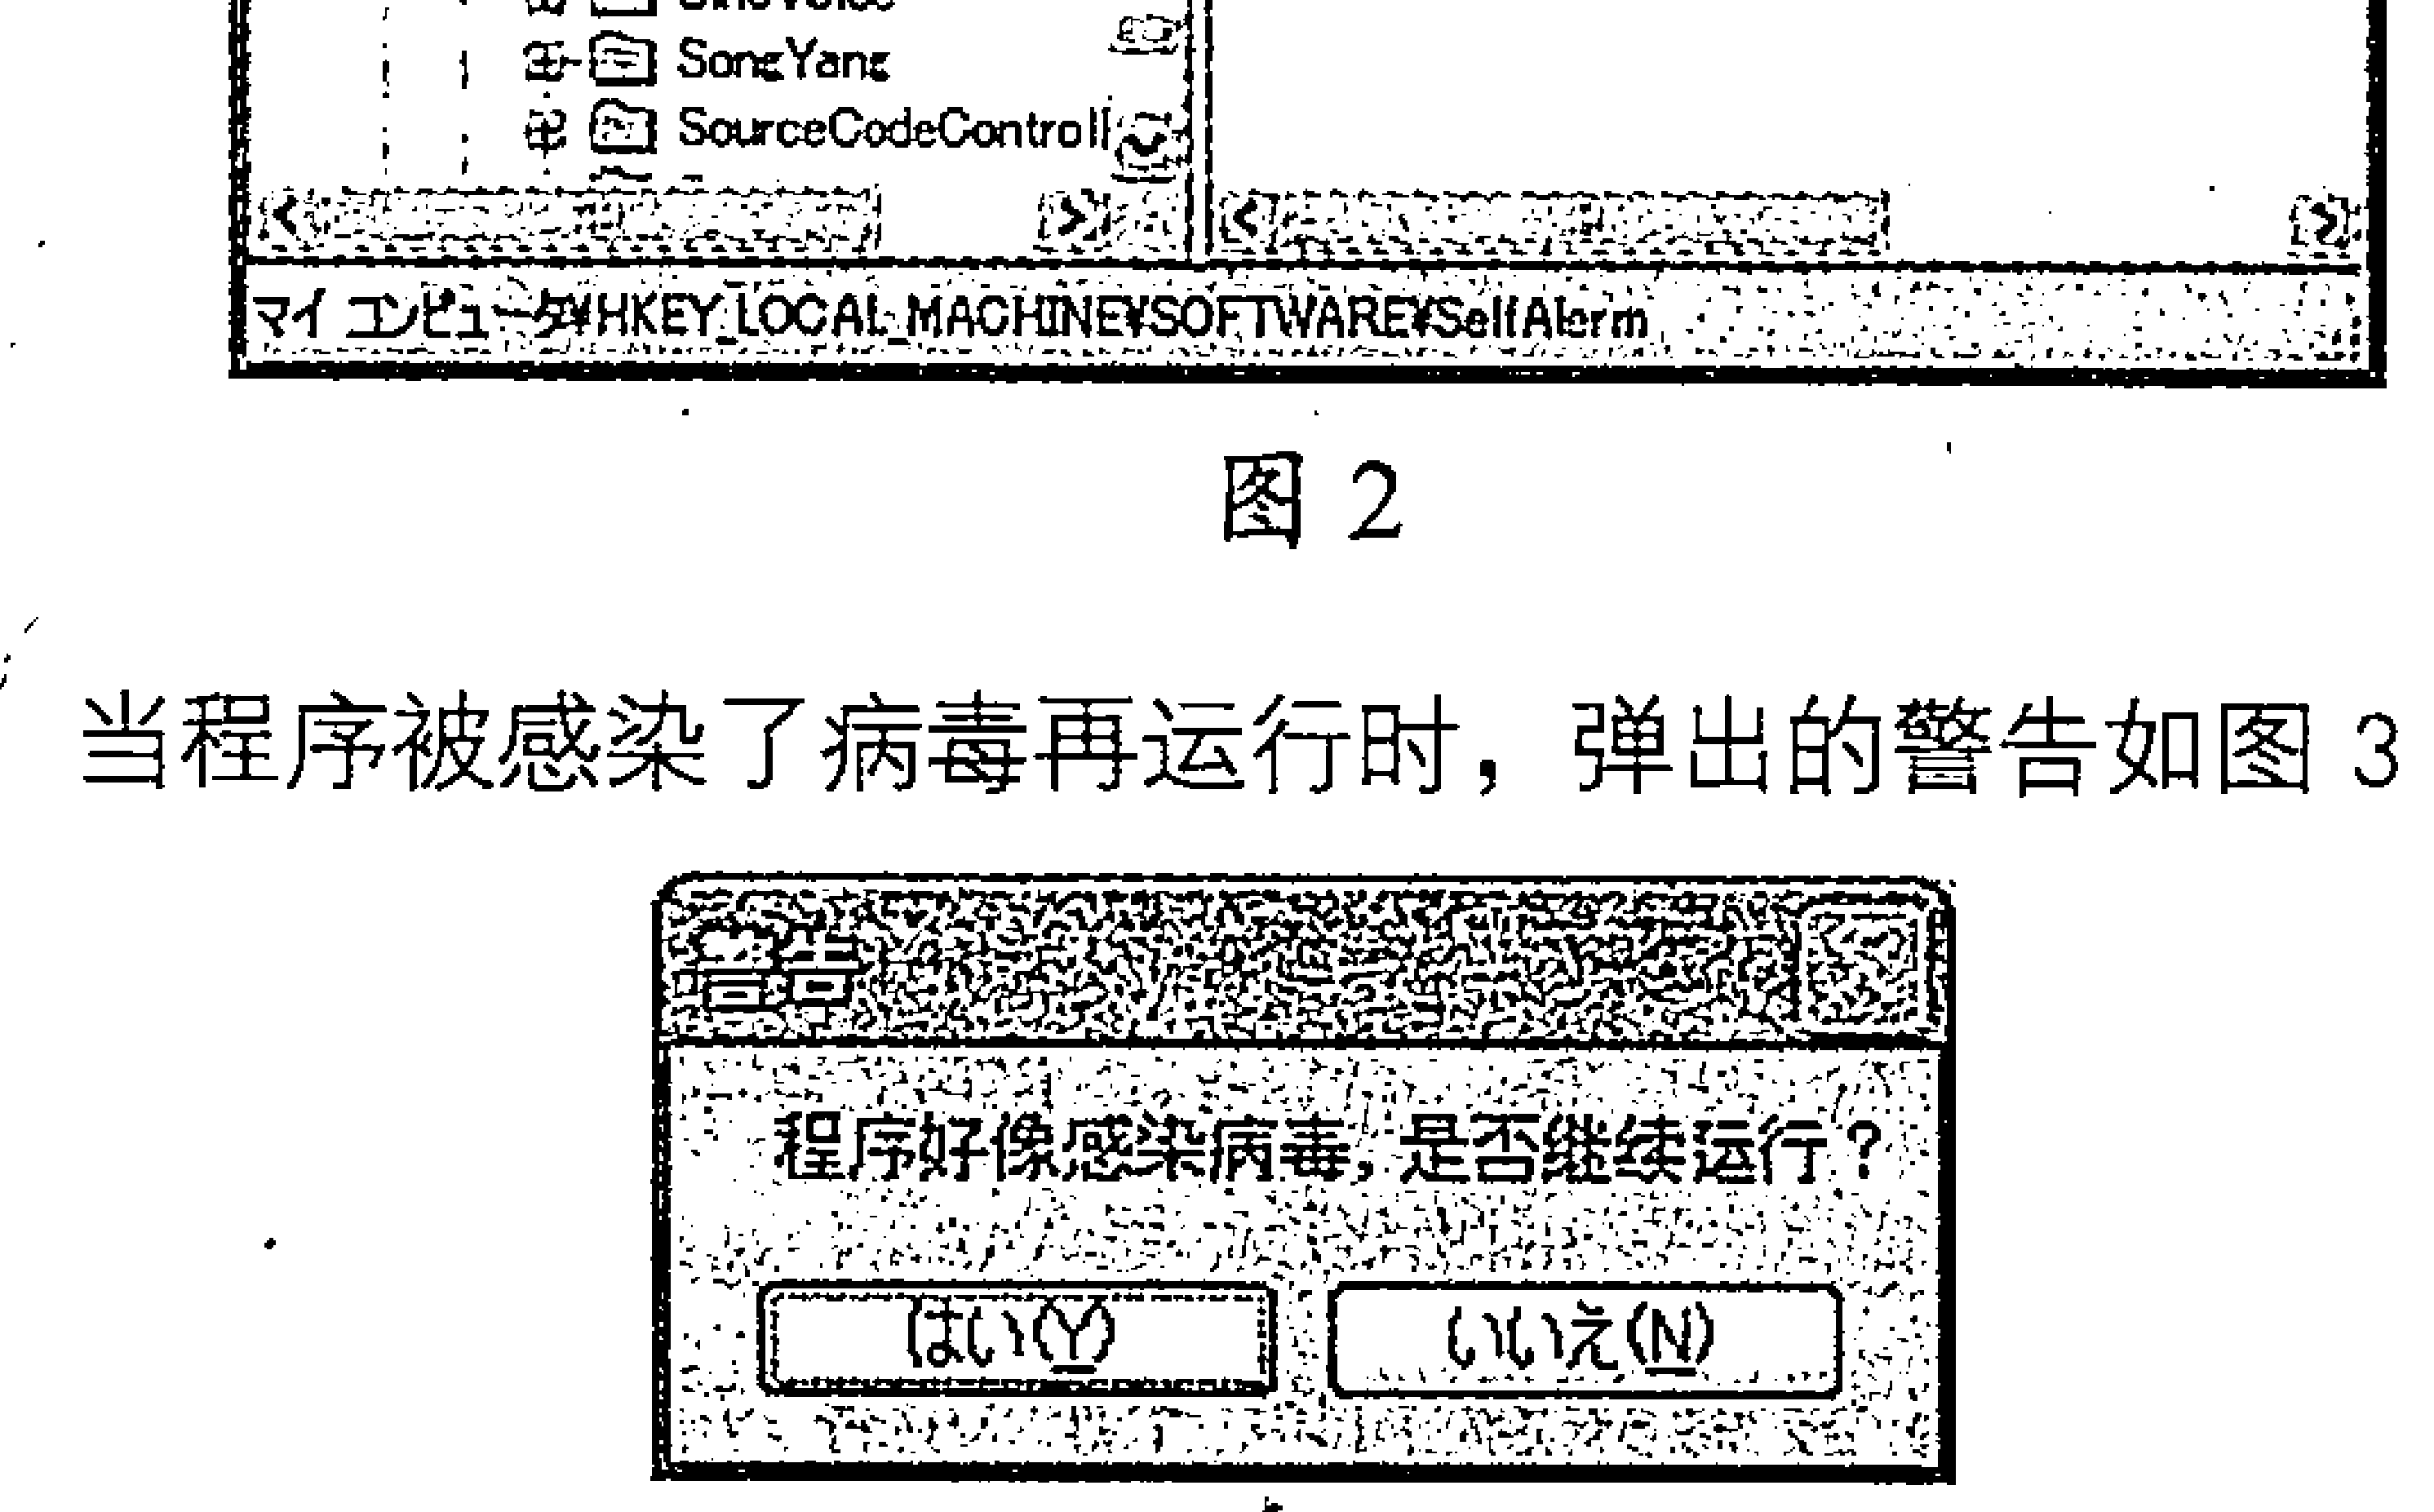 SongYang
SourceCodeControl
マイ コンピュータ¥HKEY_LOCAL_MACHINE¥SOFTWARE¥SelfAlarm
图 2
当程序被感染了病毒再运行时，弹出的警告如图 3
警告
程序好像感染病毒,是否继续运行?
はい(Y)
いいえ(N)